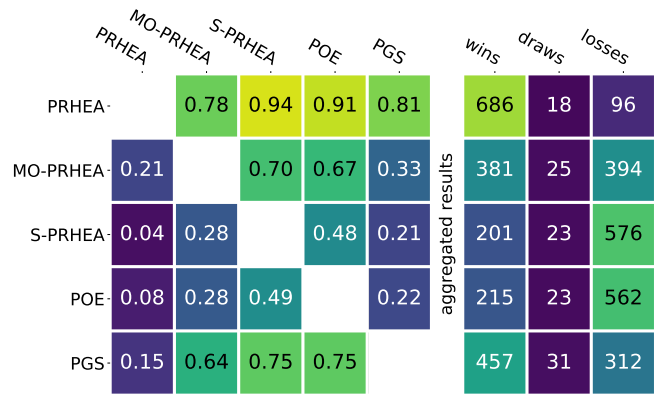 PRHEA MO-PRHEA S-PRHEA POE PGS wins draws losses
PRHEA 0.78 0.94 0.91 0.81 686 18 96
MO-PRHEA 0.21 0.70 0.67 0.33 381 25 394
S-PRHEA 0.04 0.28 0.48 0.21 201 23 576
POE 0.08 0.28 0.49 0.22 215 23 562
PGS 0.15 0.64 0.75 0.75 457 31 312
aggregated results